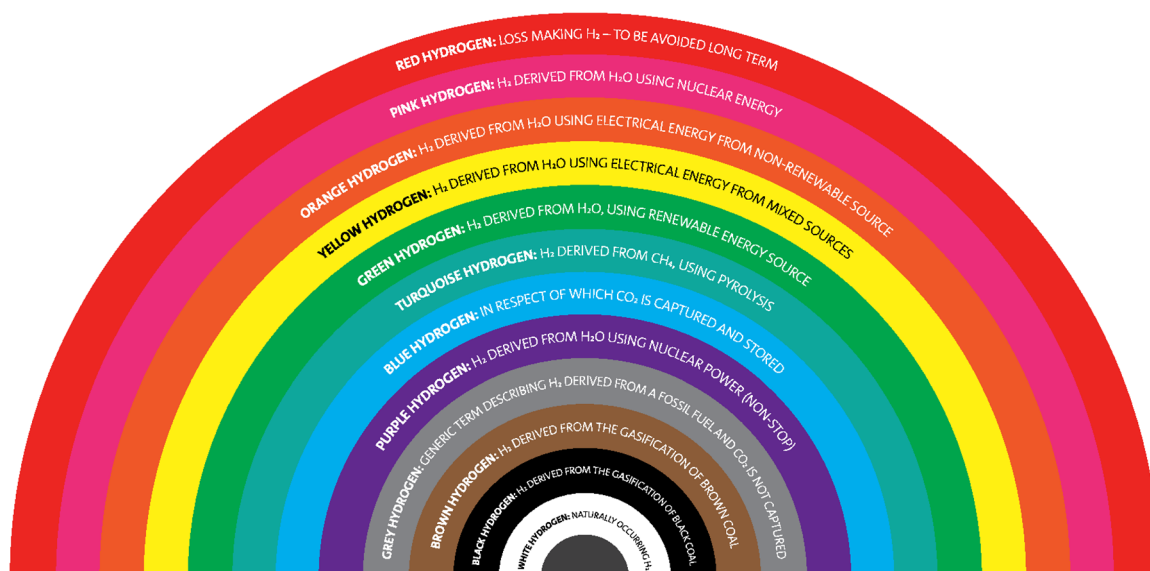 RED HYDROGEN: LOSS MAKING H₂ – TO BE AVOIDED LONG TERM
PINK HYDROGEN: H₂ DERIVED FROM H₂O USING NUCLEAR ENERGY
ORANGE HYDROGEN: H₂ DERIVED FROM H₂O USING ELECTRICAL ENERGY FROM NON-RENEWABLE SOURCE
YELLOW HYDROGEN: H₂ DERIVED FROM H₂O USING ELECTRICAL ENERGY FROM MIXED SOURCES
GREEN HYDROGEN: H₂ DERIVED FROM H₂O, USING RENEWABLE ENERGY SOURCE
TURQUOISE HYDROGEN: H₂ DERIVED FROM CH₄, USING PYROLYSIS
BLUE HYDROGEN: IN RESPECT OF WHICH CO₂ IS CAPTURED AND STORED
PURPLE HYDROGEN: H₂ DERIVED FROM H₂O USING NUCLEAR POWER (NON-STOP)
GREY HYDROGEN: GENERIC TERM DESCRIBING H₂ DERIVED FROM A FOSSIL FUEL AND CO₂ IS NOT CAPTURED
BROWN HYDROGEN: H₂ DERIVED FROM THE GASIFICATION OF BROWN COAL
BLACK HYDROGEN: H₂ DERIVED FROM THE GASIFICATION OF BLACK COAL
WHITE HYDROGEN: NATURALLY OCCURRING H₂